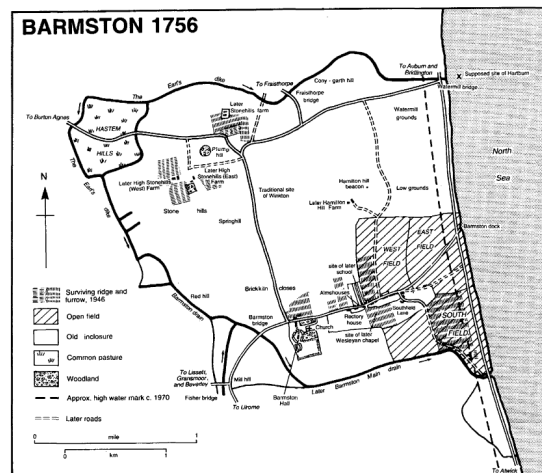 BARMSTON 1756
To Auburn and
Bridlington
Supposed site of Hartburn
Watermill bridge
The
Earl's
dike
To Fraisthorpe
Cony - garth hill
Fraisthorpe
bridge
Later
Stonehills farm
To Burton Agnes
HASTEM
HILLS
Watermill
grounds
North
Sea
Plump
hill
The
Earl's
dike
Later High Stonehills
(West) Farm
Later High
Stonehills (East)
Farm
Traditional site
of Winkton
Hamilton hill
beacon
Low grounds
Later Hamilton
Hill Farm
N
Stone
hills
Springhill
Barmston dock
WEST
FIELD
EAST
FIELD
site of later
school
Almshouses
Brickkiln closes
Red hill
Barmston drain
Barmston
bridge
Church
Rectory
house
Southfield
Lane
SOUTH
FIELD
site of later
Wesleyan chapel
To Lissett,
Gransmoor,
and Beverley
Mill hill
Fisher bridge
To Ulrome
Barmston
Hall
Later Barmston Main drain
To Atwick
Surviving ridge and
furrow, 1946
Open field
Old inclosure
Common pasture
Woodland
Approx. high water mark c. 1970
Later roads
0
mile
1
0
km
1